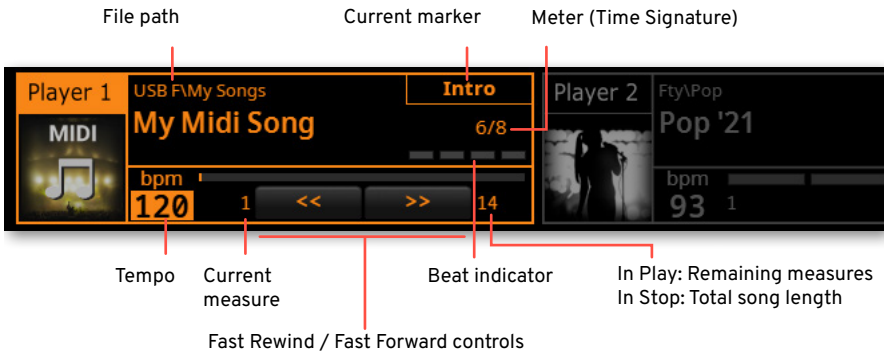 File path
Current marker
Meter (Time Signature)
Player 1
USB F\My Songs
Intro
My Midi Song
MIDI
6/8
bpm
120
1
<<
>>
14
Player 2
Fty\Pop
Pop '21
bpm
93
1
Tempo
Current
measure
Beat indicator
In Play: Remaining measures
In Stop: Total song length
Fast Rewind / Fast Forward controls